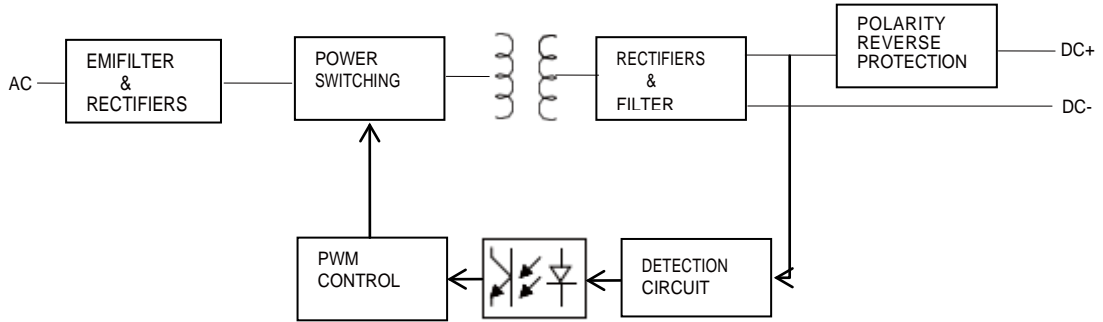 AC
EMIFILTER
&
RECTIFIERS
POWER
SWITCHING
RECTIFIERS
&
FILTER
POLARITY
REVERSE
PROTECTION
DC+
DC-
PWM
CONTROL
DETECTION
CIRCUIT